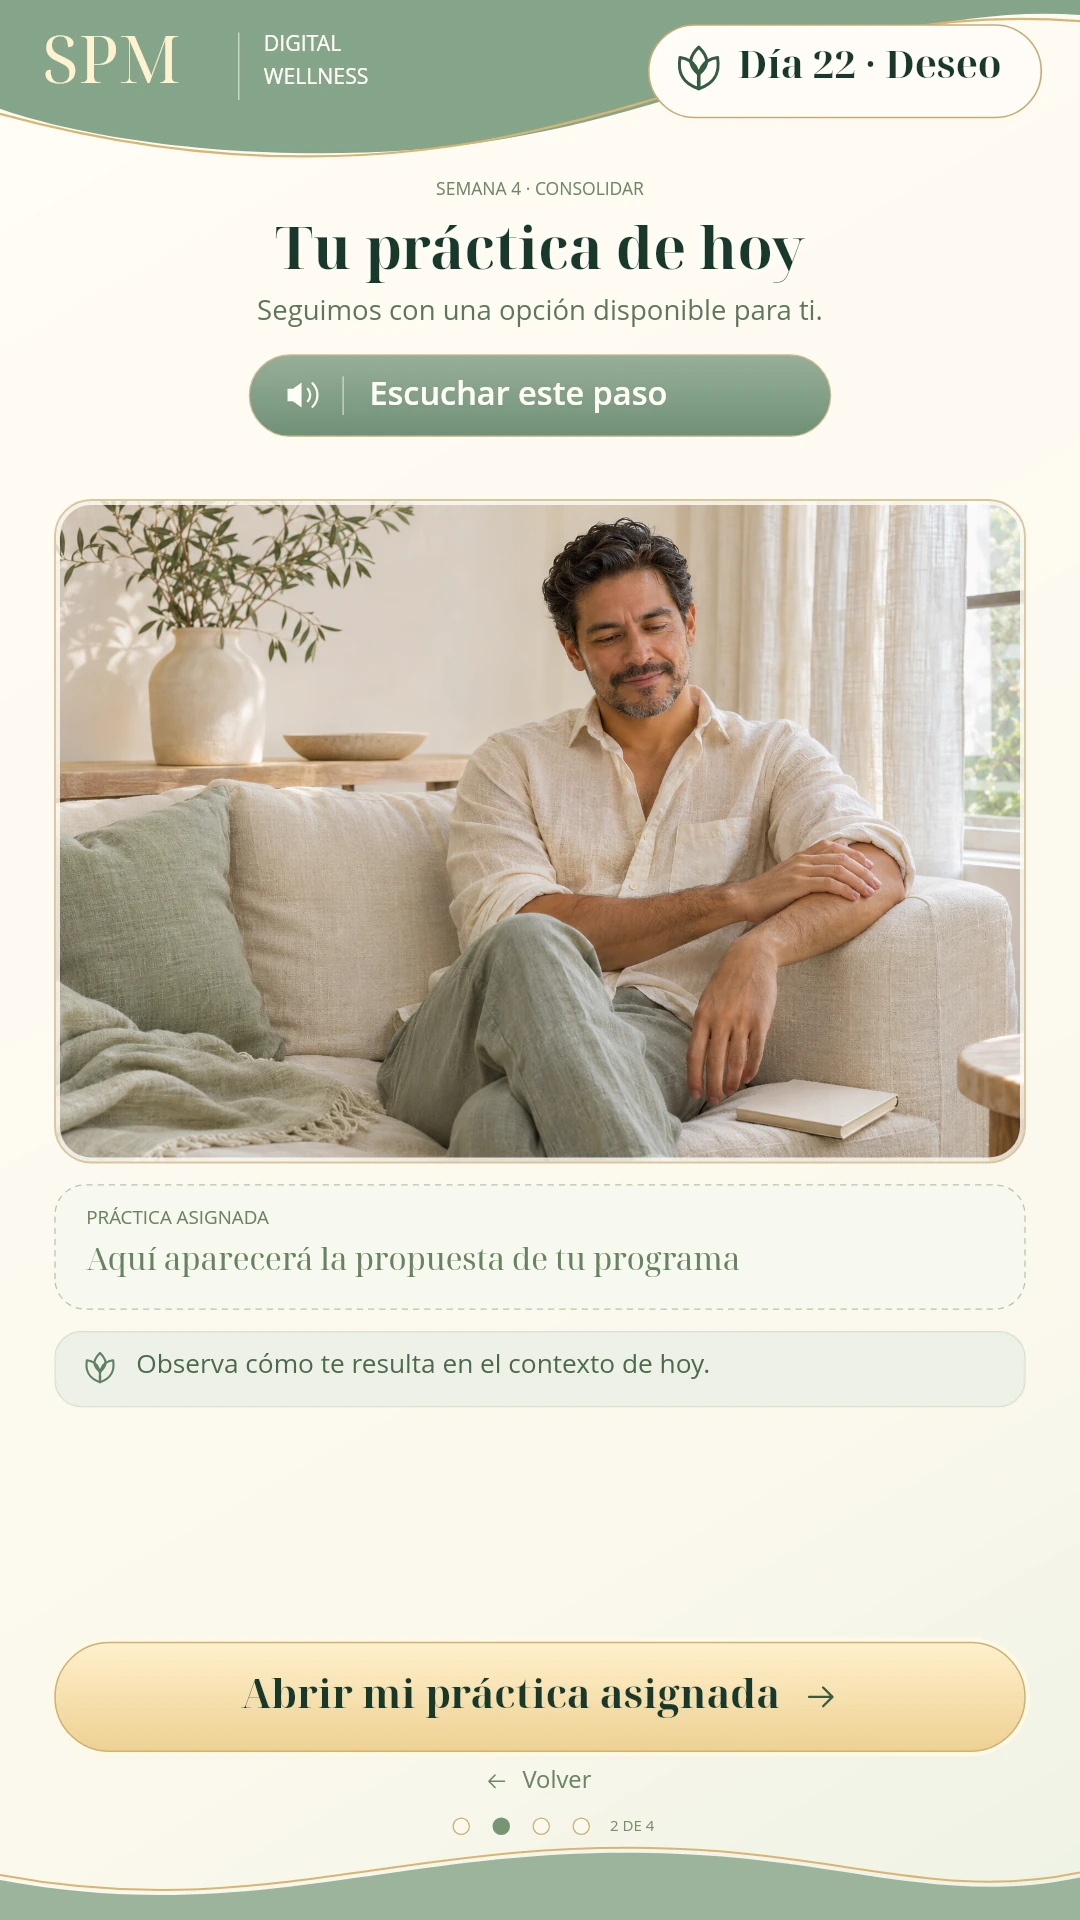 SPM
DIGITAL
WELLNESS
Día 22 · Deseo
SEMANA 4 · CONSOLIDAR
Tu práctica de hoy
Seguimos con una opción disponible para ti.
Escuchar este paso
PRÁCTICA ASIGNADA
Aquí aparecerá la propuesta de tu programa
Observa cómo te resulta en el contexto de hoy.
Abrir mi práctica asignada →
← Volver
2 DE 4